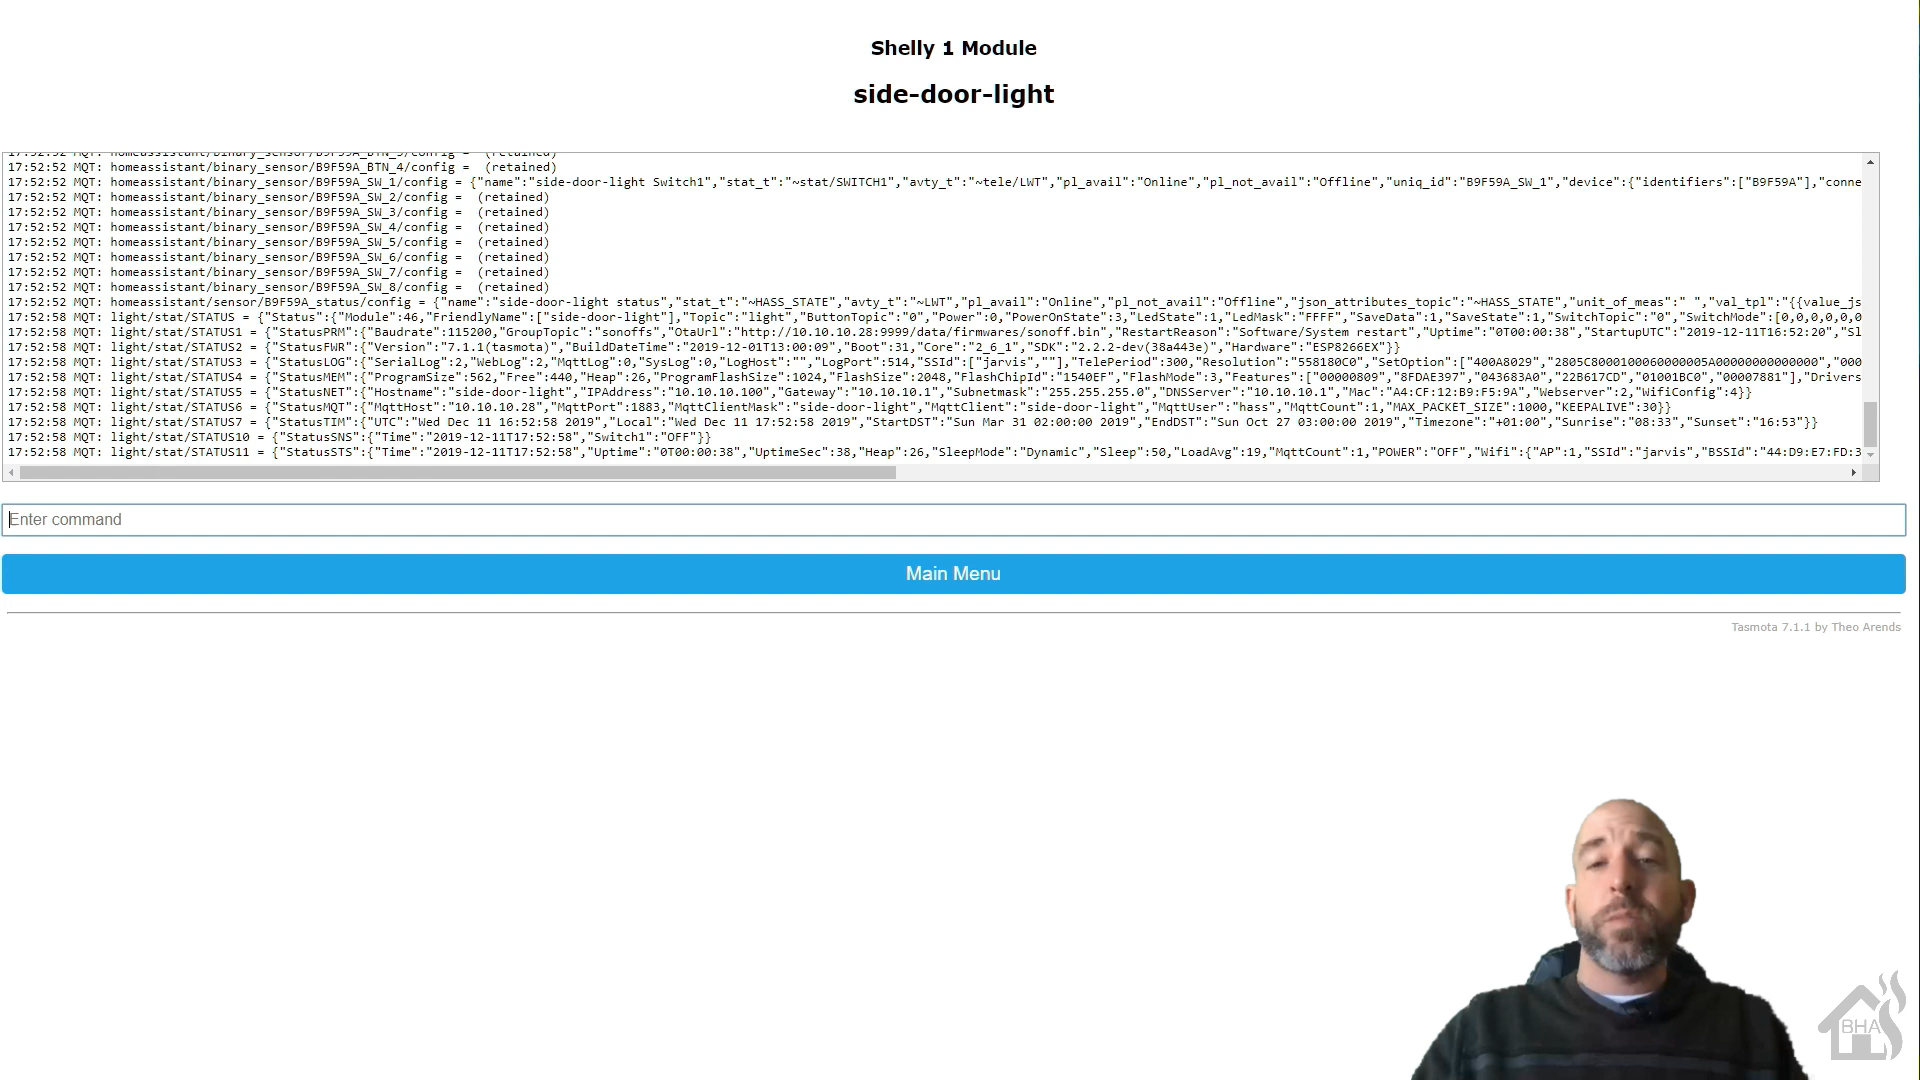 Shelly 1 Module
side-door-light
17:52:52 MQT: homeassistant/binary_sensor/B9F59A_BTN_3/config =  (retained)
17:52:52 MQT: homeassistant/binary_sensor/B9F59A_BTN_4/config =  (retained)
17:52:52 MQT: homeassistant/binary_sensor/B9F59A_SW_1/config = {"name":"side-door-light Switch1","stat_t":"~stat/SWITCH1","avty_t":"~tele/LWT","pl_avail":"Online","pl_not_avail":"Offline","uniq_id":"B9F59A_SW_1","device":{"identifiers":["B9F59A"],"conne
17:52:52 MQT: homeassistant/binary_sensor/B9F59A_SW_2/config =  (retained)
17:52:52 MQT: homeassistant/binary_sensor/B9F59A_SW_3/config =  (retained)
17:52:52 MQT: homeassistant/binary_sensor/B9F59A_SW_4/config =  (retained)
17:52:52 MQT: homeassistant/binary_sensor/B9F59A_SW_5/config =  (retained)
17:52:52 MQT: homeassistant/binary_sensor/B9F59A_SW_6/config =  (retained)
17:52:52 MQT: homeassistant/binary_sensor/B9F59A_SW_7/config =  (retained)
17:52:52 MQT: homeassistant/binary_sensor/B9F59A_SW_8/config =  (retained)
17:52:52 MQT: homeassistant/sensor/B9F59A_status/config = {"name":"side-door-light status","stat_t":"~HASS_STATE","avty_t":"~LWT","pl_avail":"Online","pl_not_avail":"Offline","json_attributes_topic":"~HASS_STATE","unit_of_meas":" ","val_tpl":"{{value_js
17:52:58 MQT: light/stat/STATUS = {"Status":{"Module":46,"FriendlyName":["side-door-light"],"Topic":"light","ButtonTopic":"0","Power":0,"PowerOnState":3,"LedState":1,"LedMask":"FFFF","SaveData":1,"SaveState":1,"SwitchTopic":"0","SwitchMode":[0,0,0,0,0,0
17:52:58 MQT: light/stat/STATUS1 = {"StatusPRM":{"Baudrate":115200,"GroupTopic":"sonoffs","OtaUrl":"http://10.10.10.28:9999/data/firmwares/sonoff.bin","RestartReason":"Software/System restart","Uptime":"0T00:00:38","StartupUTC":"2019-12-11T16:52:20","Sl
17:52:58 MQT: light/stat/STATUS2 = {"StatusFWR":{"Version":"7.1.1(tasmota)","BuildDateTime":"2019-12-01T13:00:09","Boot":31,"Core":"2_6_1","SDK":"2.2.2-dev(38a443e)","Hardware":"ESP8266EX"}}
17:52:58 MQT: light/stat/STATUS3 = {"StatusLOG":{"SerialLog":2,"WebLog":2,"MqttLog":0,"SysLog":0,"LogHost":"","LogPort":514,"SSId":["jarvis",""],"TelePeriod":300,"Resolution":"558180C0","SetOption":["400A8029","2805C8000100060000005A00000000000000","000
17:52:58 MQT: light/stat/STATUS4 = {"StatusMEM":{"ProgramSize":562,"Free":440,"Heap":26,"ProgramFlashSize":1024,"FlashSize":2048,"FlashChipId":"1540EF","FlashMode":3,"Features":["00000809","8FDAE397","043683A0","22B617CD","01001BC0","00007881"],"Drivers
17:52:58 MQT: light/stat/STATUS5 = {"StatusNET":{"Hostname":"side-door-light","IPAddress":"10.10.10.100","Gateway":"10.10.10.1","Subnetmask":"255.255.255.0","DNSServer":"10.10.10.1","Mac":"A4:CF:12:B9:F5:9A","Webserver":2,"WifiConfig":4}}
17:52:58 MQT: light/stat/STATUS6 = {"StatusMQT":{"MqttHost":"10.10.10.28","MqttPort":1883,"MqttClientMask":"side-door-light","MqttClient":"side-door-light","MqttUser":"hass","MqttCount":1,"MAX_PACKET_SIZE":1000,"KEEPALIVE":30}}
17:52:58 MQT: light/stat/STATUS7 = {"StatusTIM":{"UTC":"Wed Dec 11 16:52:58 2019","Local":"Wed Dec 11 17:52:58 2019","StartDST":"Sun Mar 31 02:00:00 2019","EndDST":"Sun Oct 27 03:00:00 2019","Timezone":"+01:00","Sunrise":"08:33","Sunset":"16:53"}}
17:52:58 MQT: light/stat/STATUS10 = {"StatusSNS":{"Time":"2019-12-11T17:52:58","Switch1":"OFF"}}
17:52:58 MQT: light/stat/STATUS11 = {"StatusSTS":{"Time":"2019-12-11T17:52:58","Uptime":"0T00:00:38","UptimeSec":38,"Heap":26,"SleepMode":"Dynamic","Sleep":50,"LoadAvg":19,"MqttCount":1,"POWER":"OFF","Wifi":{"AP":1,"SSId":"jarvis","BSSId":"44:D9:E7:FD:3
Enter command
Main Menu
Tasmota 7.1.1 by Theo Arends
BHA